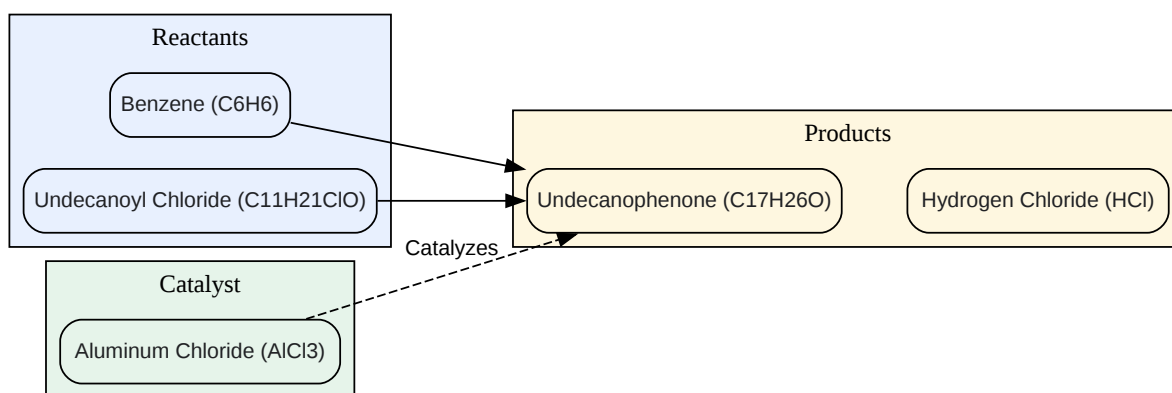 Reactants
Benzene (C6H6)
Undecanoyl Chloride (C11H21ClO)
Products
Undecanophenone (C17H26O)
Hydrogen Chloride (HCl)
Catalyzes
Catalyst
Aluminum Chloride (AlCl3)